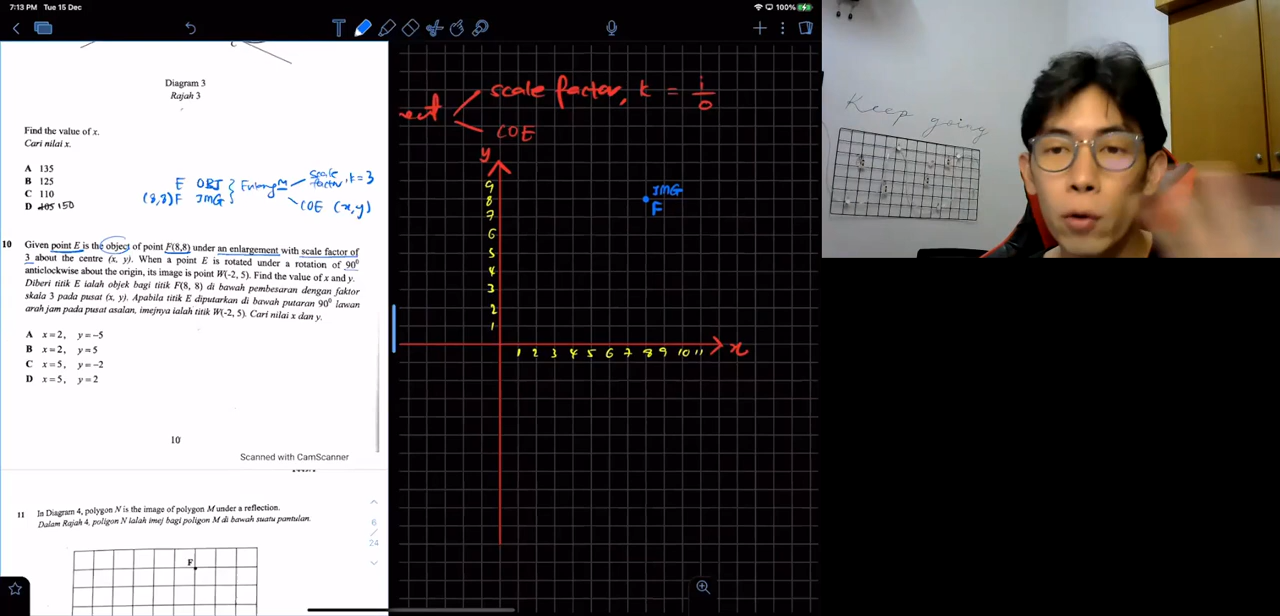 7:13 PM Tue 15 Dec
100%
C
Diagram 3
Rajah 3
Find the value of x.
Cari nilai x.
A 135
B 125
C 110
D 105 150
E OBJ
(8,8) F IMG
Enlargm
scale factor, k = 3
COE (x, y)
10 Given point E is the object of point F(8,8) under an enlargement with scale factor of
3 about the centre (x, y). When a point E is rotated under a rotation of 90⁰
anticlockwise about the origin, its image is point W(-2, 5). Find the value of x and y.
Diberi titik E ialah objek bagi titik F(8, 8) di bawah pembesaran dengan faktor
skala 3 pada pusat (x, y). Apabila titik E diputarkan di bawah putaran 90⁰ lawan
arah jam pada pusat asalan, imejnya ialah titik W(-2, 5). Cari nilai x dan y.
A x=2, y=-5
B x=2, y=5
C x=5, y=-2
D x=5, y=2
10
Scanned with CamScanner
11 In Diagram 4, polygon N is the image of polygon M under a reflection.
Dalam Rajah 4, poligon N ialah imej bagi poligon M di bawah suatu pantulan.
F
6
/
24
scale factor, k = i/o
COE
y
9
8
7
6
5
4
3
2
1
1 2 3 4 5 6 7 8 9 10 11
x
IMG
F
Keep going